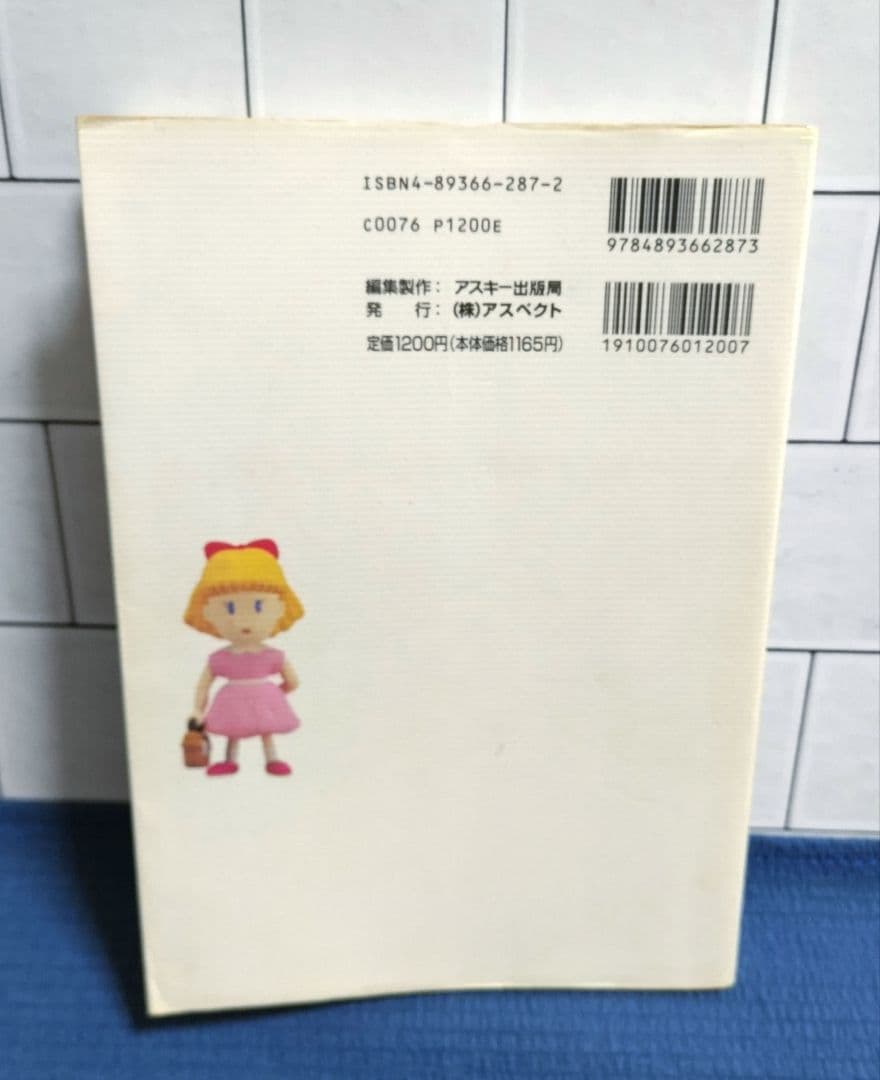 ISBN4-89366-287-2
C0076 P1200E
9784893662873
編集製作： アスキー出版局
発　　行： (株)アスペクト
定価1200円(本体価格1165円)
1910076012007